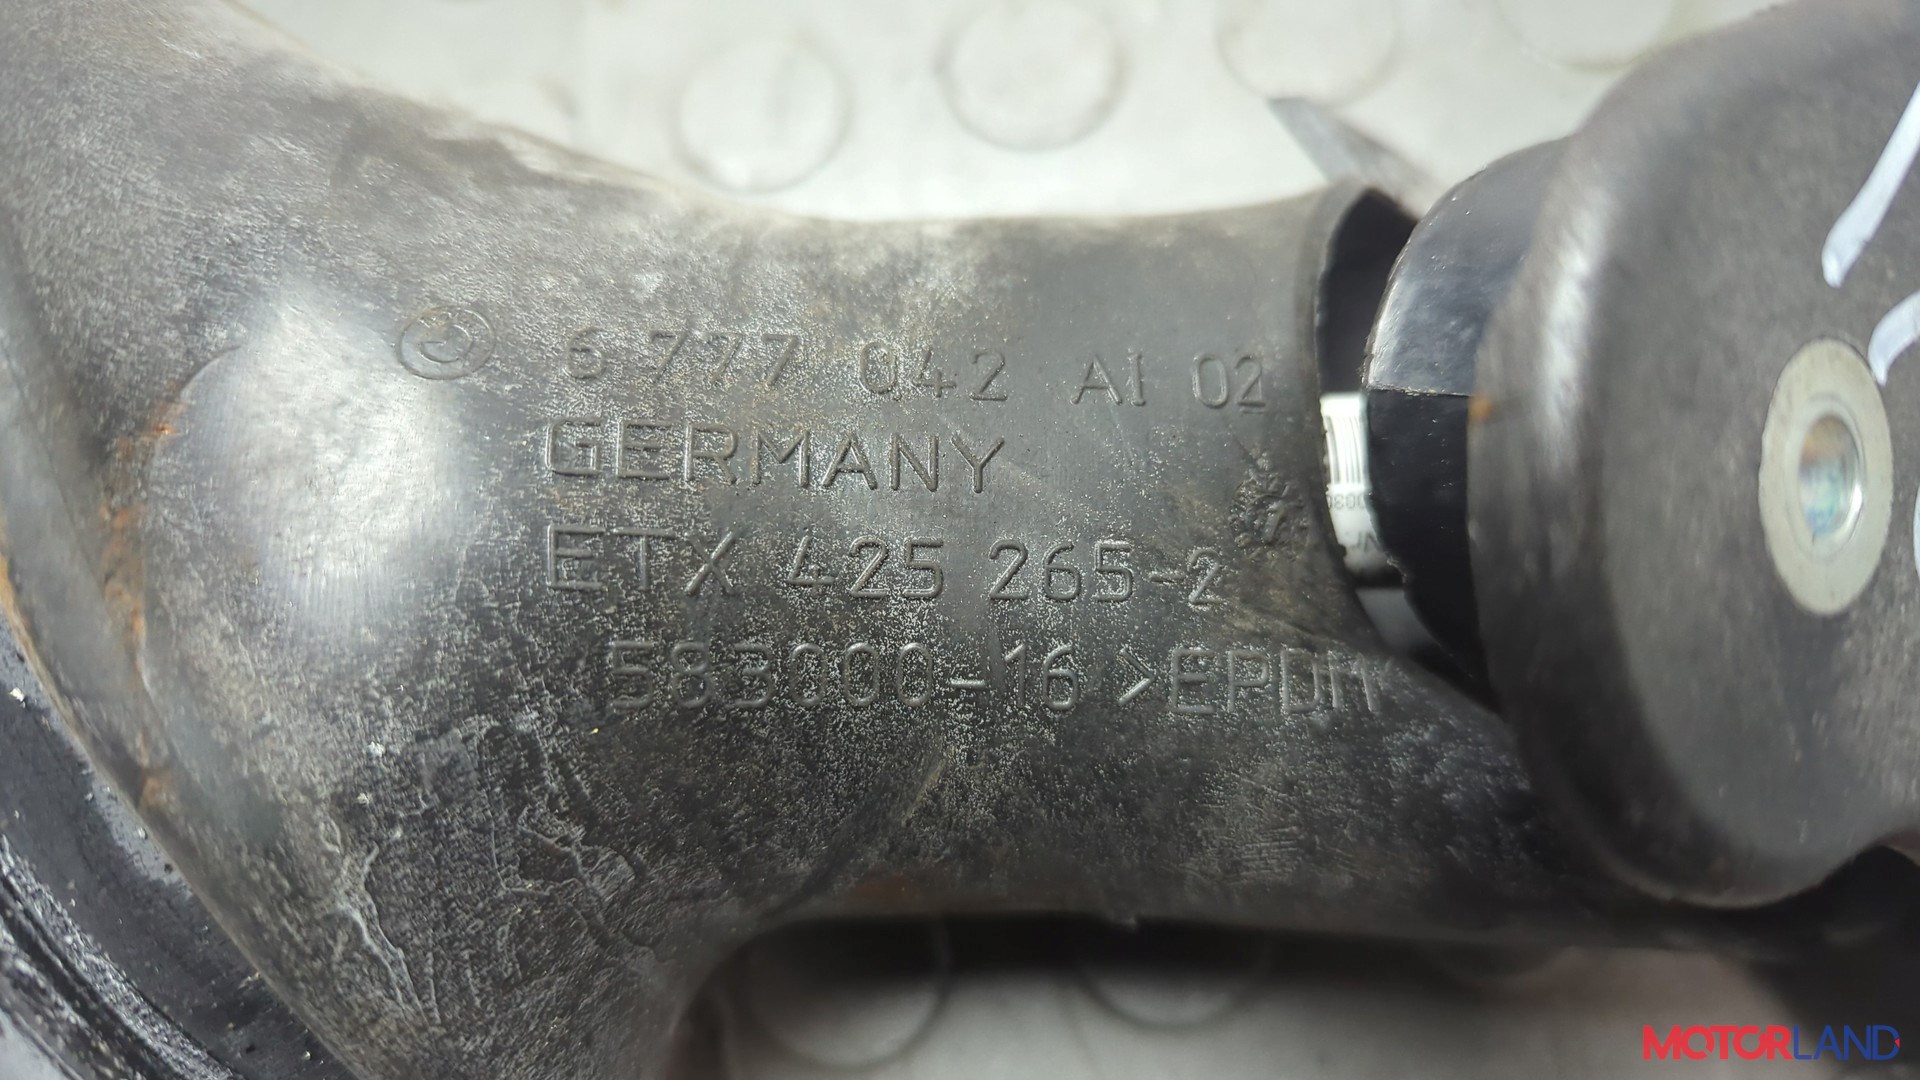 6 777 042 AI 02
GERMANY
ETX 425 265-2
583000-16 >EPDM
MOTORLAND